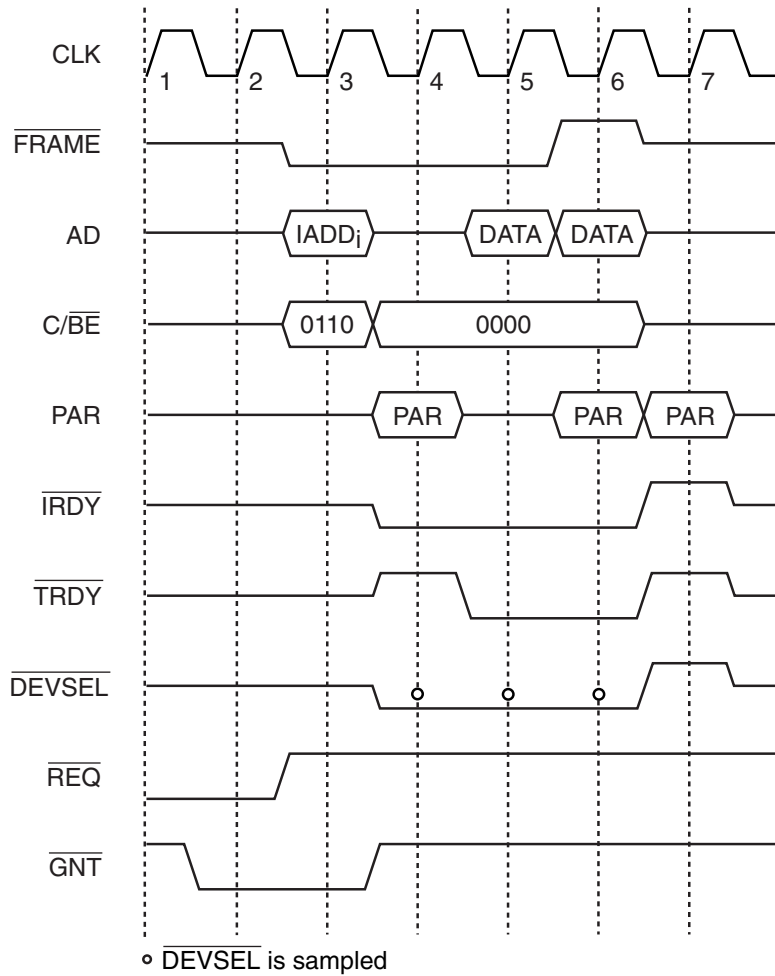 CLK
1 2 3 4 5 6 7
FRAME
AD
IADDi DATA DATA
C/BE
0110 0000
PAR
PAR PAR PAR
IRDY
TRDY
DEVSEL
REQ
GNT
DEVSEL is sampled